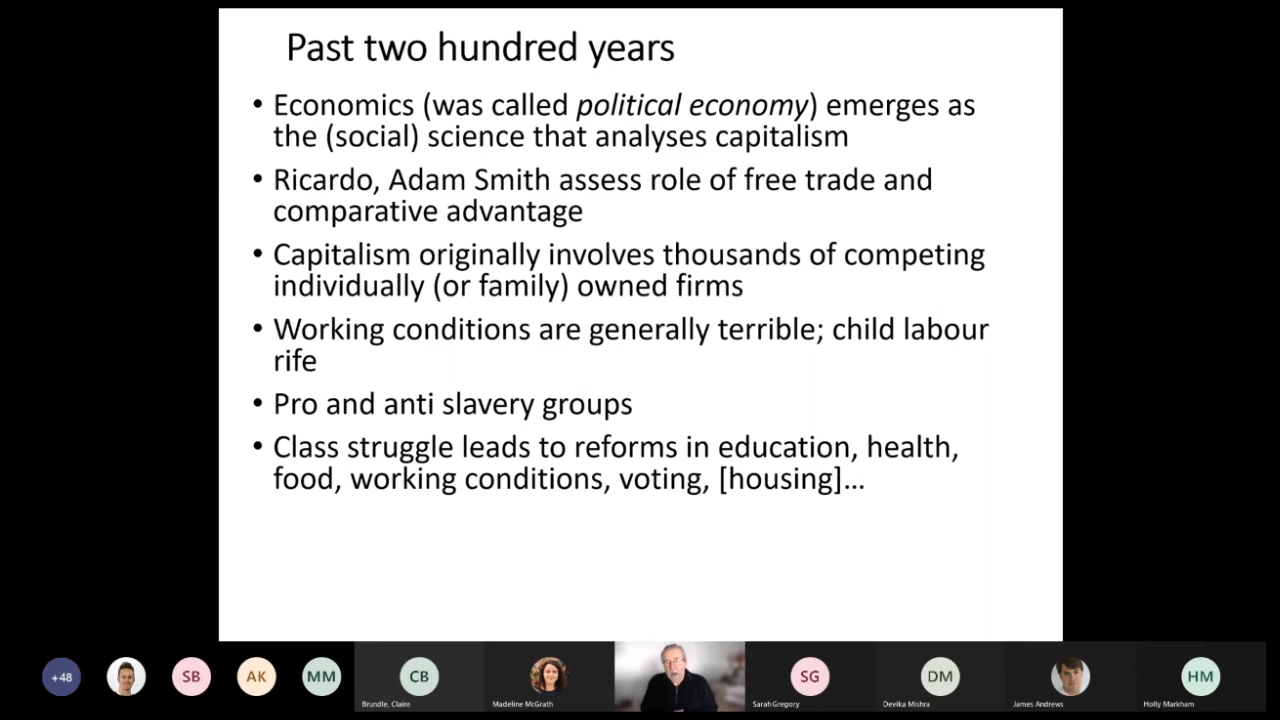 Past two hundred years
• Economics (was called political economy) emerges as
the (social) science that analyses capitalism
• Ricardo, Adam Smith assess role of free trade and
comparative advantage
• Capitalism originally involves thousands of competing
individually (or family) owned firms
• Working conditions are generally terrible; child labour
rife
• Pro and anti slavery groups
• Class struggle leads to reforms in education, health,
food, working conditions, voting, [housing]...
+48 SB AK MM CB SG DM HM
Brundle, Claire Madeline McGrath Sarah Gregory Devika Mishra James Andrews Holly Markham